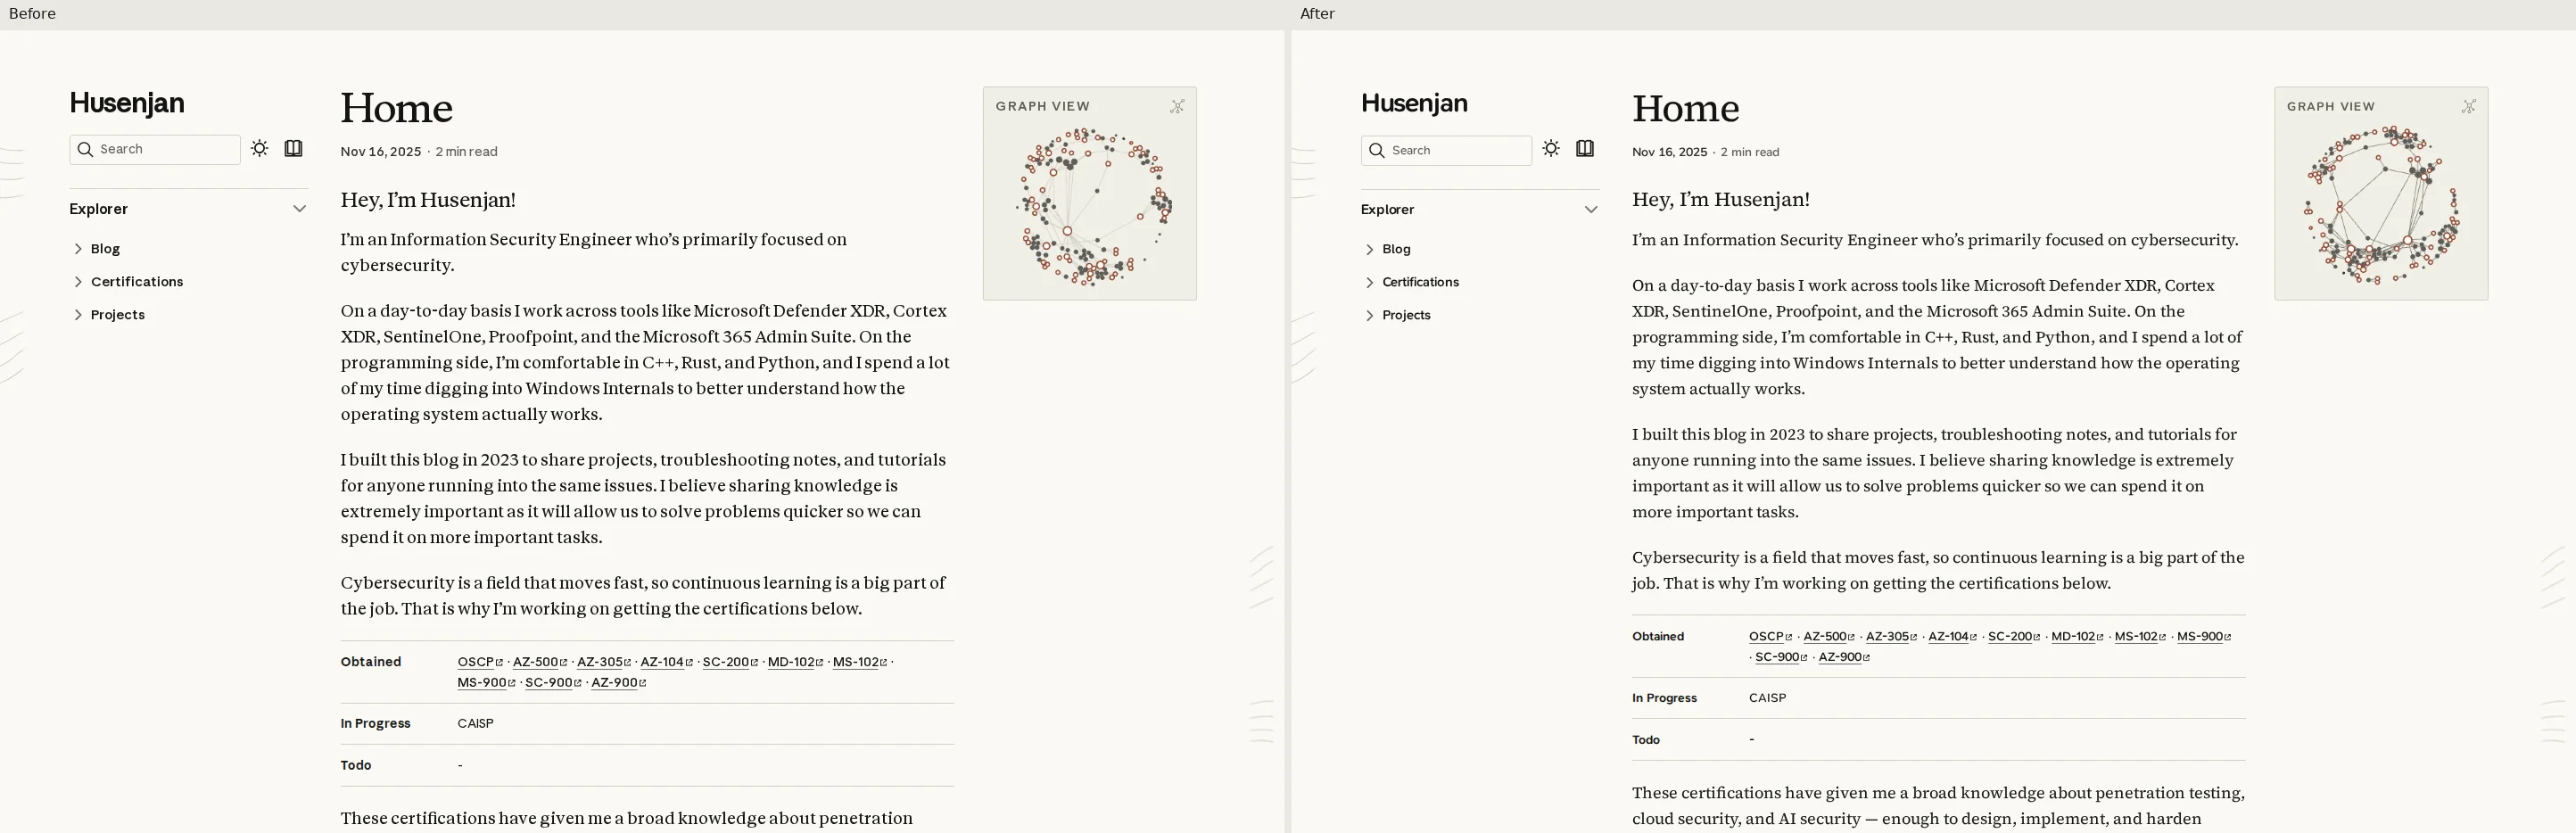 Before
Husenjan
Search
Explorer
Blog
Certifications
Projects
Home
Nov 16, 2025 · 2 min read
Hey, I’m Husenjan!
I’m an Information Security Engineer who’s primarily focused on
cybersecurity.
On a day-to-day basis I work across tools like Microsoft Defender XDR, Cortex
XDR, SentinelOne, Proofpoint, and the Microsoft 365 Admin Suite. On the
programming side, I’m comfortable in C++, Rust, and Python, and I spend a lot
of my time digging into Windows Internals to better understand how the
operating system actually works.
I built this blog in 2023 to share projects, troubleshooting notes, and tutorials
for anyone running into the same issues. I believe sharing knowledge is
extremely important as it will allow us to solve problems quicker so we can
spend it on more important tasks.
Cybersecurity is a field that moves fast, so continuous learning is a big part of
the job. That is why I’m working on getting the certifications below.
Obtained OSCP · AZ-500 · AZ-305 · AZ-104 · SC-200 · MD-102 · MS-102 ·
MS-900 · SC-900 · AZ-900
In Progress CAISP
Todo -
These certifications have given me a broad knowledge about penetration
GRAPH VIEW
After
Husenjan
Search
Explorer
Blog
Certifications
Projects
Home
Nov 16, 2025 · 2 min read
Hey, I’m Husenjan!
I’m an Information Security Engineer who’s primarily focused on cybersecurity.
On a day-to-day basis I work across tools like Microsoft Defender XDR, Cortex
XDR, SentinelOne, Proofpoint, and the Microsoft 365 Admin Suite. On the
programming side, I’m comfortable in C++, Rust, and Python, and I spend a lot of
my time digging into Windows Internals to better understand how the operating
system actually works.
I built this blog in 2023 to share projects, troubleshooting notes, and tutorials for
anyone running into the same issues. I believe sharing knowledge is extremely
important as it will allow us to solve problems quicker so we can spend it on
more important tasks.
Cybersecurity is a field that moves fast, so continuous learning is a big part of the
job. That is why I’m working on getting the certifications below.
Obtained OSCP · AZ-500 · AZ-305 · AZ-104 · SC-200 · MD-102 · MS-102 · MS-900
· SC-900 · AZ-900
In Progress CAISP
Todo -
These certifications have given me a broad knowledge about penetration testing,
cloud security, and AI security — enough to design, implement, and harden
GRAPH VIEW